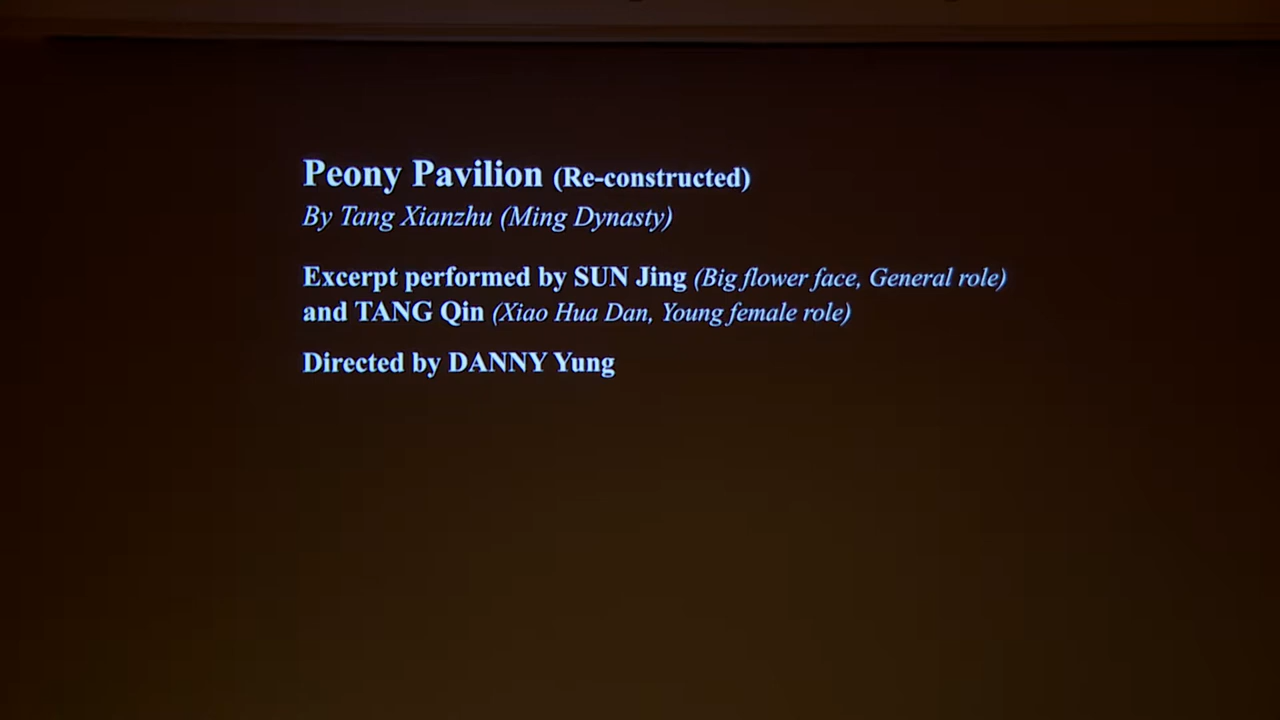 Peony Pavilion (Re-constructed)
By Tang Xianzhu (Ming Dynasty)
Excerpt performed by SUN Jing (Big flower face, General role)
and TANG Qin (Xiao Hua Dan, Young female role)
Directed by DANNY Yung